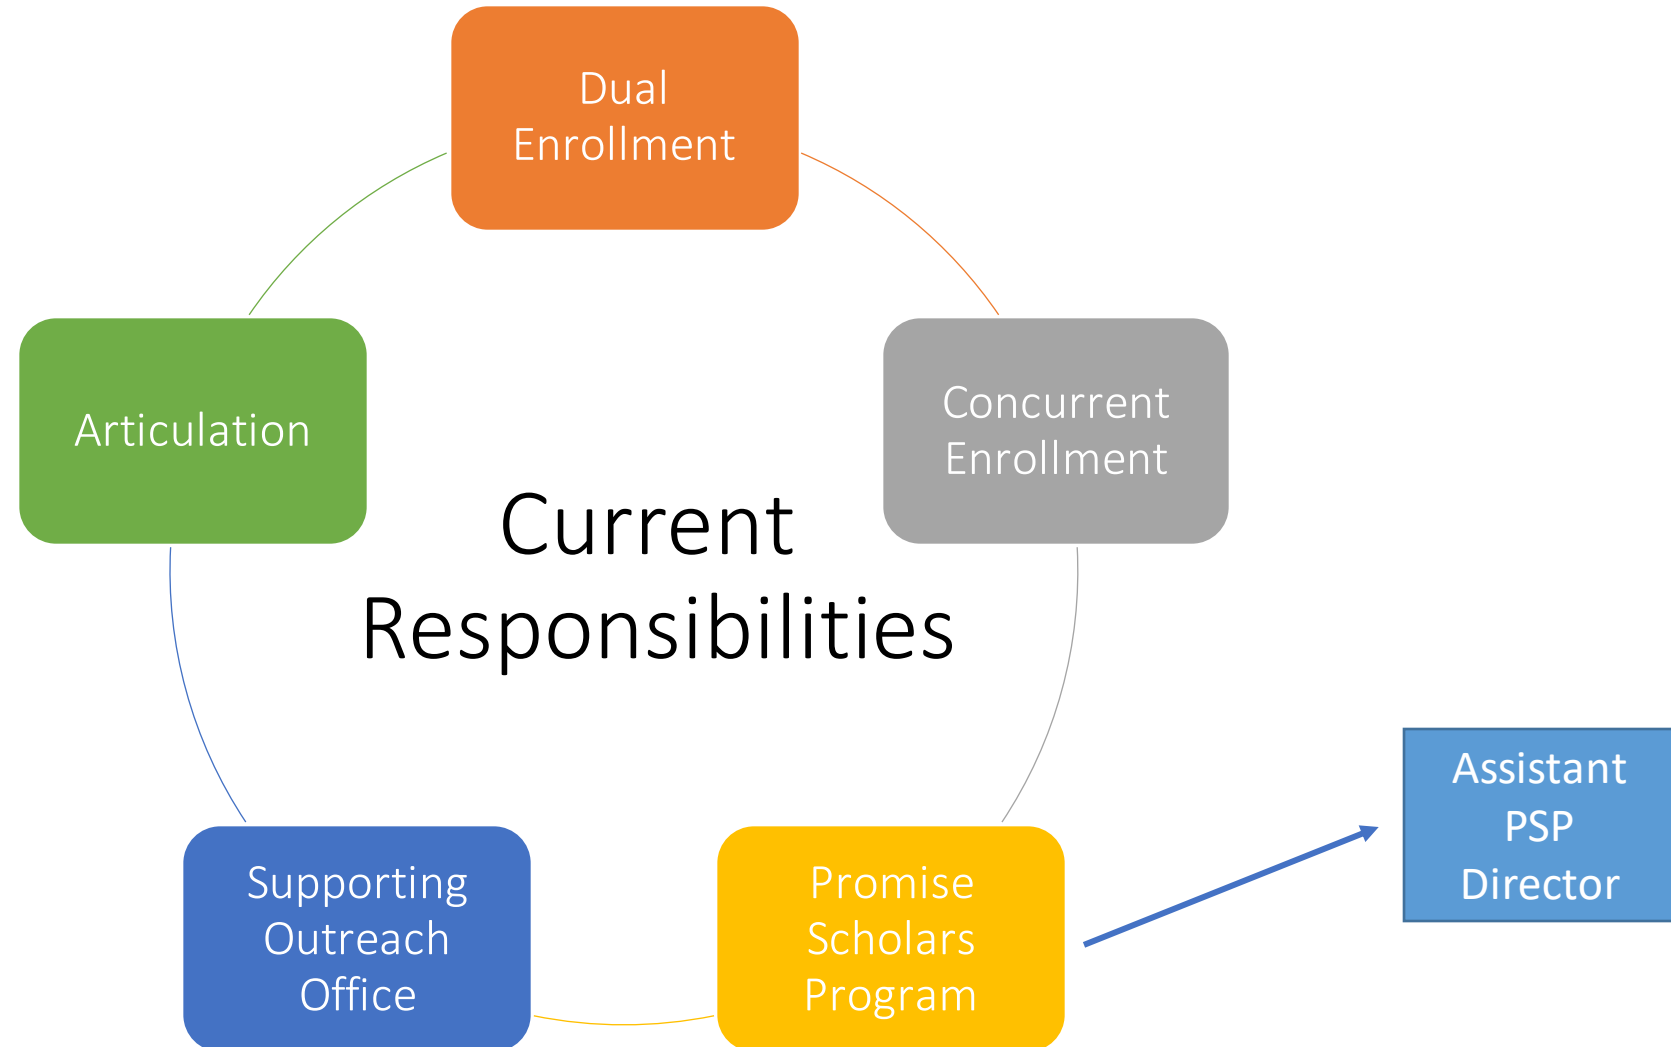 Dual
Enrollment
Concurrent
Enrollment
Articulation
Current
Responsibilities
Supporting
Outreach
Office
Promise
Scholars
Program
Assistant
PSP
Director